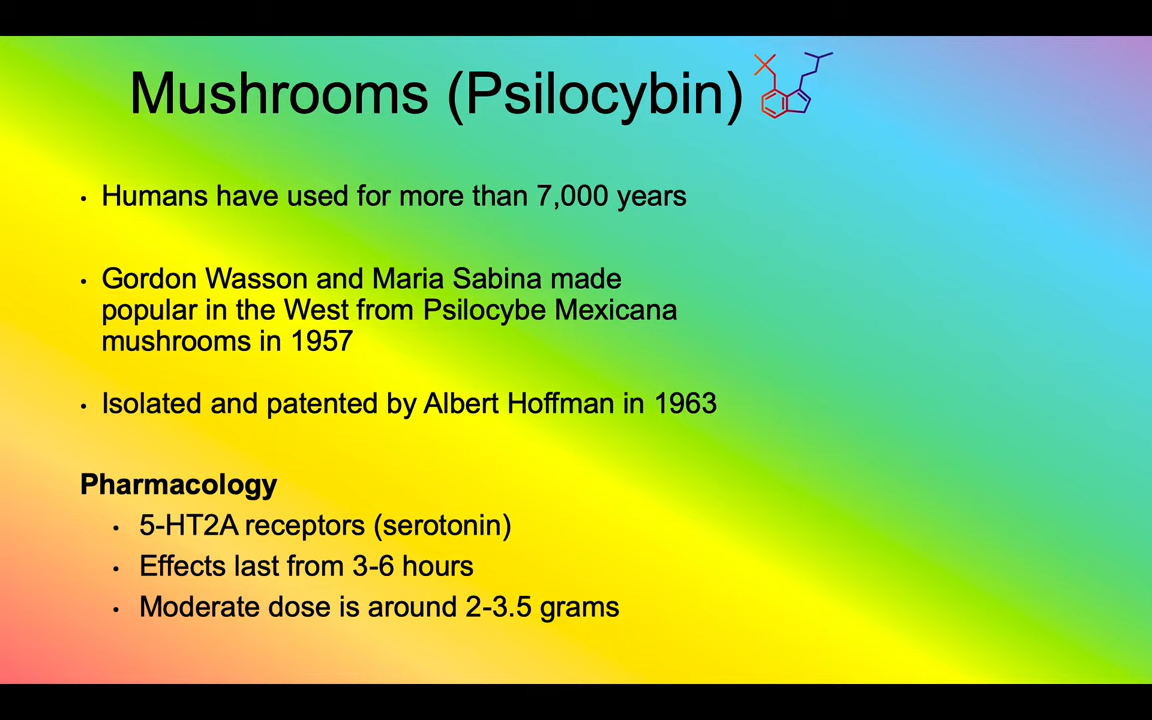 Mushrooms (Psilocybin)
• Humans have used for more than 7,000 years
• Gordon Wasson and Maria Sabina made
popular in the West from Psilocybe Mexicana
mushrooms in 1957
• Isolated and patented by Albert Hoffman in 1963
Pharmacology
• 5-HT2A receptors (serotonin)
• Effects last from 3-6 hours
• Moderate dose is around 2-3.5 grams